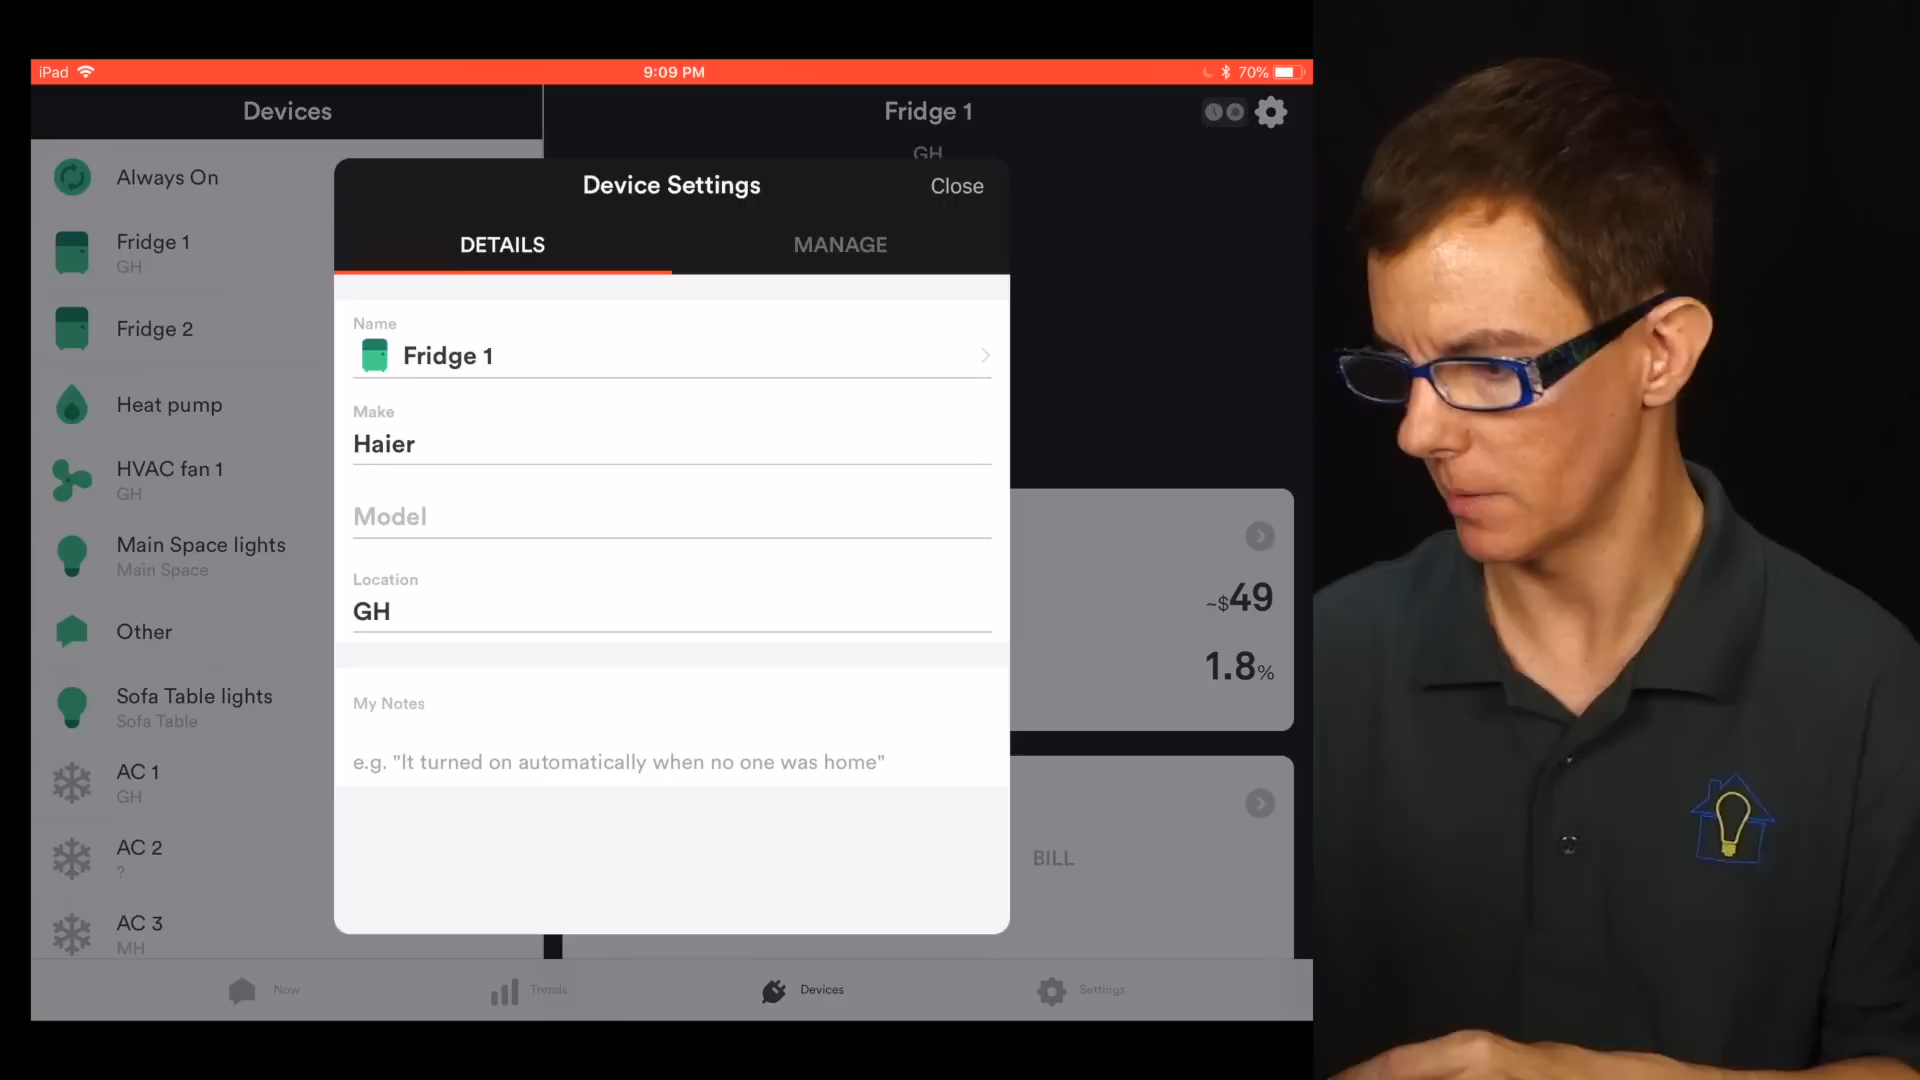 iPad
9:09 PM
70%
Devices
Fridge 1
GH
Always On
Fridge 1
GH
Fridge 2
Heat pump
HVAC fan 1
GH
Main Space lights
Main Space
Other
Sofa Table lights
Sofa Table
AC 1
GH
AC 2
?
AC 3
MH
Device Settings
Close
DETAILS
MANAGE
Name
Fridge 1
Make
Haier
Model
Location
GH
My Notes
e.g. "It turned on automatically when no one was home"
~$49
1.8%
BILL
Now
Trends
Devices
Settings